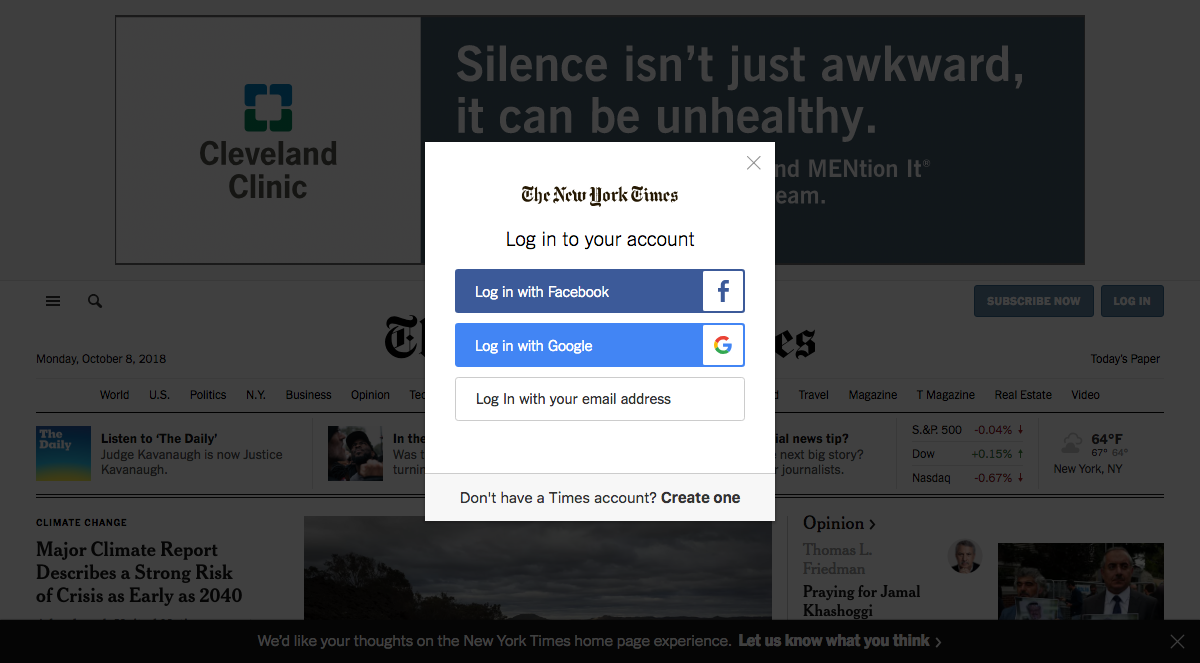 Silence isn't just awkward,
it can be unhealthy.
Cleveland
Clinic
nd MENtion It®
eam.
The New York Times
Log in to your account
Log in with Facebook
Log in with Google
Log In with your email address
Don't have a Times account? Create one
SUBSCRIBE NOW
LOG IN
Monday, October 8, 2018
Today's Paper
World U.S. Politics N.Y. Business Opinion Travel Magazine T Magazine Real Estate Video
The
Daily
Listen to 'The Daily'
Judge Kavanaugh is now Justice
Kavanaugh.
In the
Was t
turnin
ial news tip?
next big story?
journalists.
S.&P. 500 -0.04% ↓
Dow +0.15% ↑
Nasdaq -0.67% ↓
64°F
67° 64°
New York, NY
CLIMATE CHANGE
Major Climate Report
Describes a Strong Risk
of Crisis as Early as 2040
Opinion >
Thomas L.
Friedman
Praying for Jamal
Khashoggi
We'd like your thoughts on the New York Times home page experience. Let us know what you think >